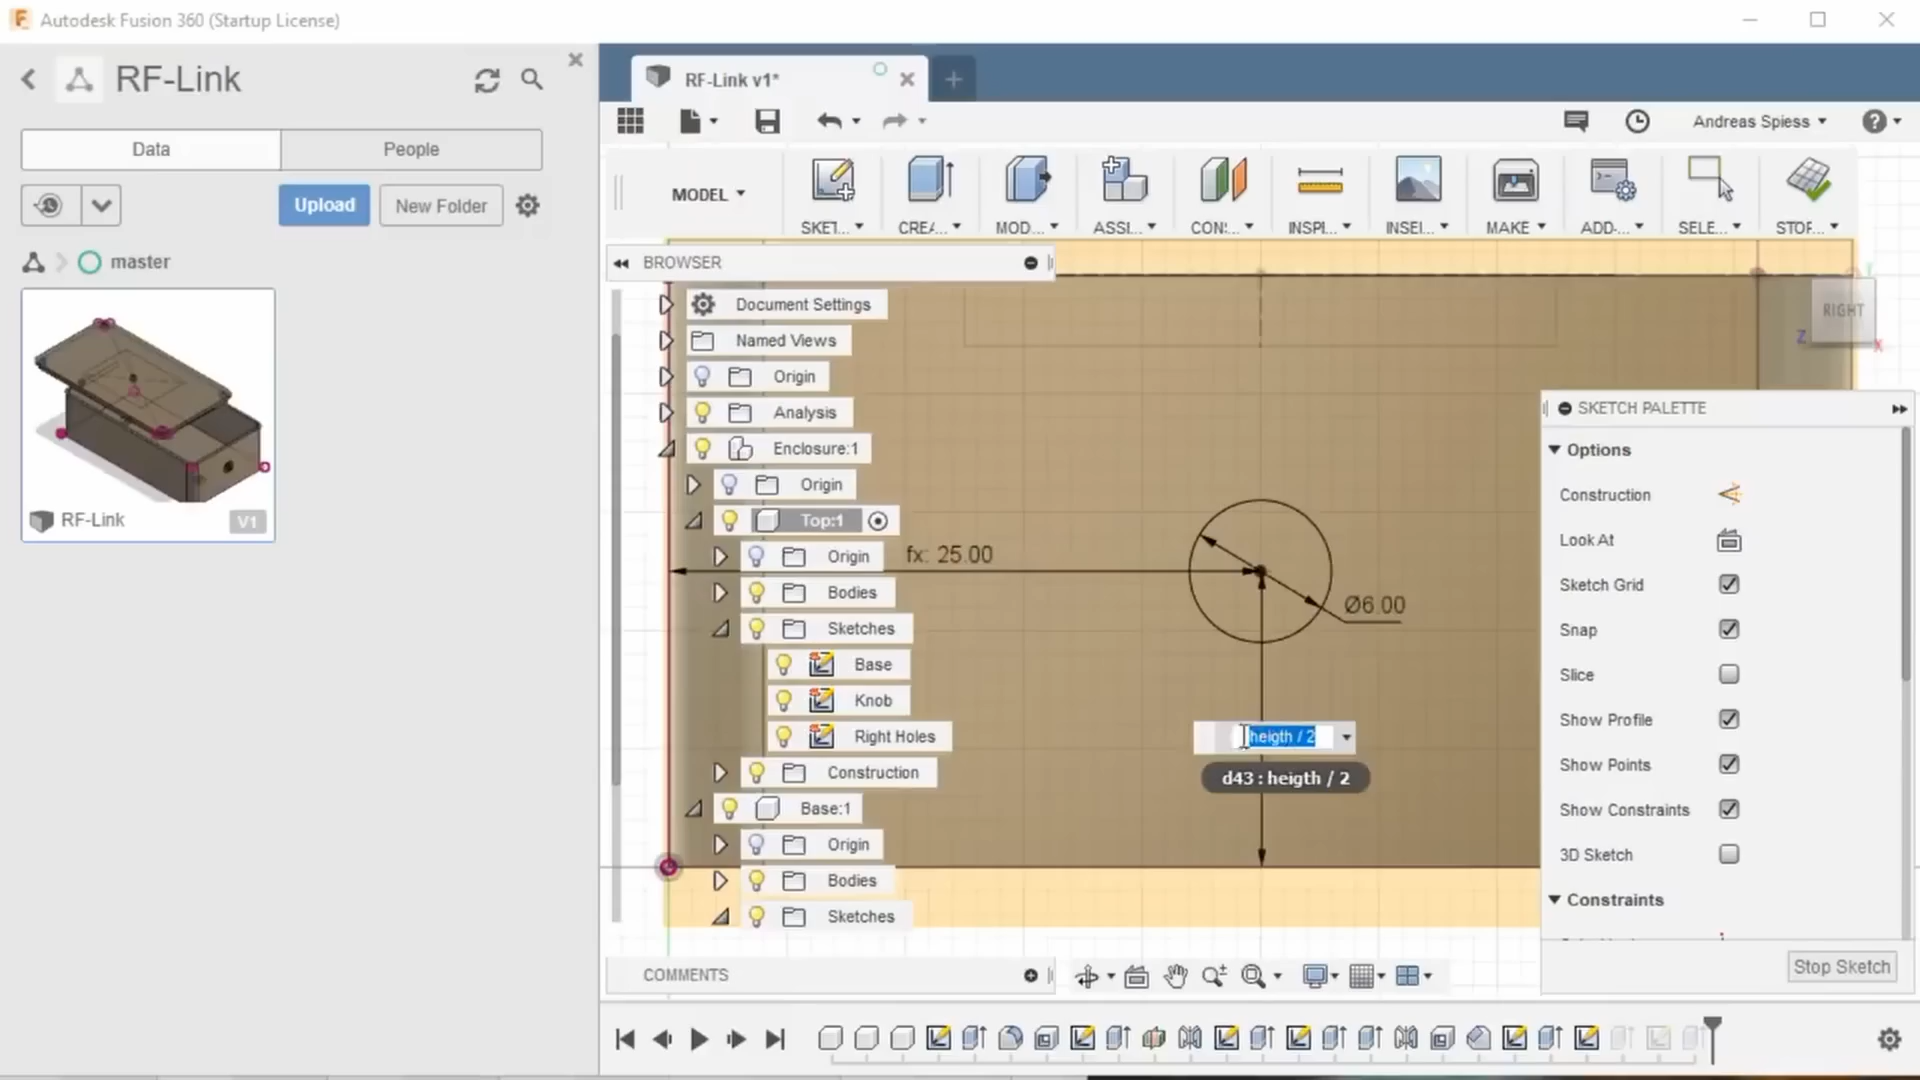 Autodesk Fusion 360 (Startup License)
RF-Link
Data
People
Upload
New Folder
master
RF-Link
V1
RF-Link v1*
Andreas Spiess
MODEL
SKET...
CREA...
MOD...
ASSI...
CON:...
INSPI...
INSEI...
MAKE
ADD-...
SELE...
STOF...
BROWSER
Document Settings
Named Views
Origin
Analysis
Enclosure:1
Origin
Top:1
Origin
Bodies
Sketches
Base
Knob
Right Holes
Construction
Base:1
Origin
Bodies
Sketches
fx: 25.00
Ø6.00
heigth / 2
d43 : heigth / 2
RIGHT
Z
X
SKETCH PALETTE
Options
Construction
Look At
Sketch Grid
Snap
Slice
Show Profile
Show Points
Show Constraints
3D Sketch
Constraints
Stop Sketch
COMMENTS